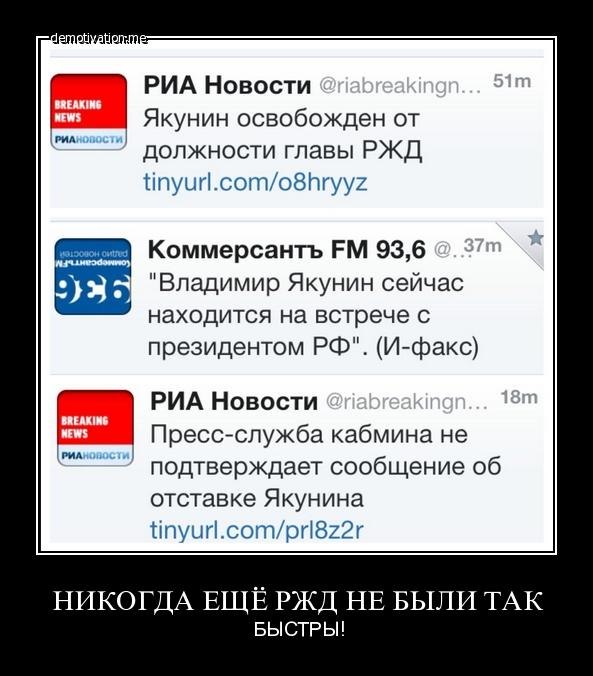 demotivation.me
BREAKING
NEWS
РИАНОВОСТИ
РИА Новости @riabreakingn... 51m
Якунин освобожден от
должности главы РЖД
tinyurl.com/o8hryyz
радио новостей
Коммерсантъ FM
93,6
Коммерсантъ FM 93,6 @... 37m
"Владимир Якунин сейчас
находится на встрече с
президентом РФ". (И-факс)
BREAKING
NEWS
РИАНОВОСТИ
РИА Новости @riabreakingn... 18m
Пресс-служба кабмина не
подтверждает сообщение об
отставке Якунина
tinyurl.com/prl8z2r
НИКОГДА ЕЩЁ РЖД НЕ БЫЛИ ТАК
БЫСТРЫ!